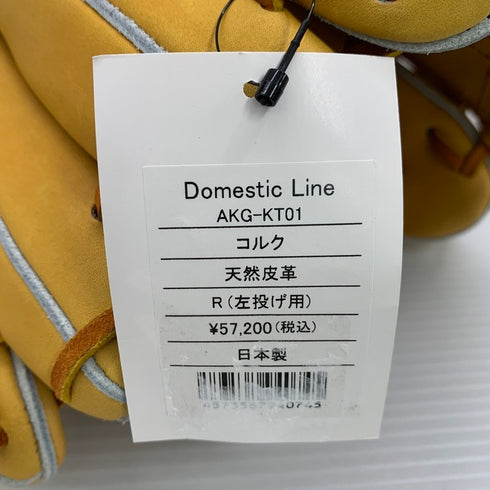 Domestic Line
AKG-KT01
コルク
天然皮革
R(左投げ用)
¥57,200(税込)
日本製